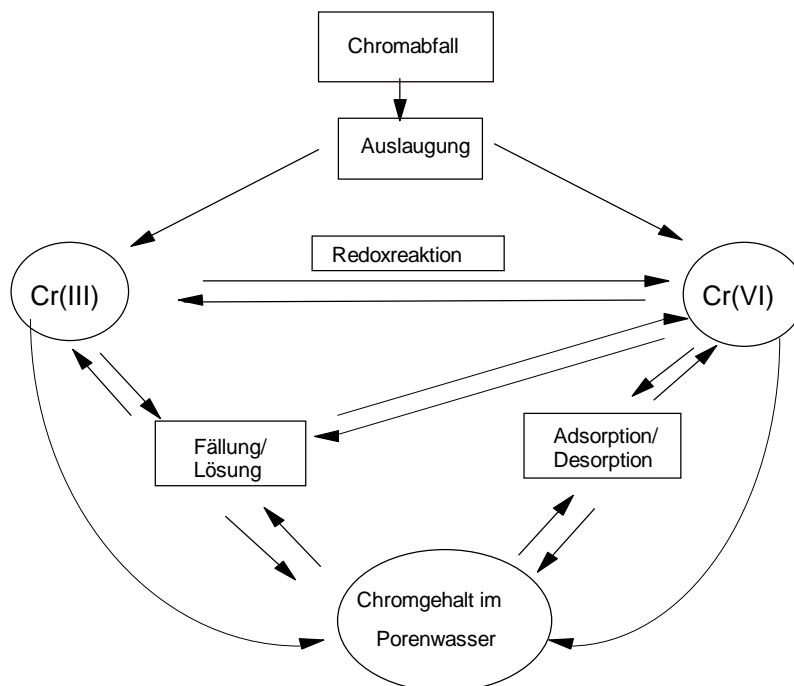 Chromabfall
Auslaugung
Redoxreaktion
Cr(III)
Cr(VI)
Fällung/
Lösung
Adsorption/
Desorption
Chromgehalt im
Porenwasser